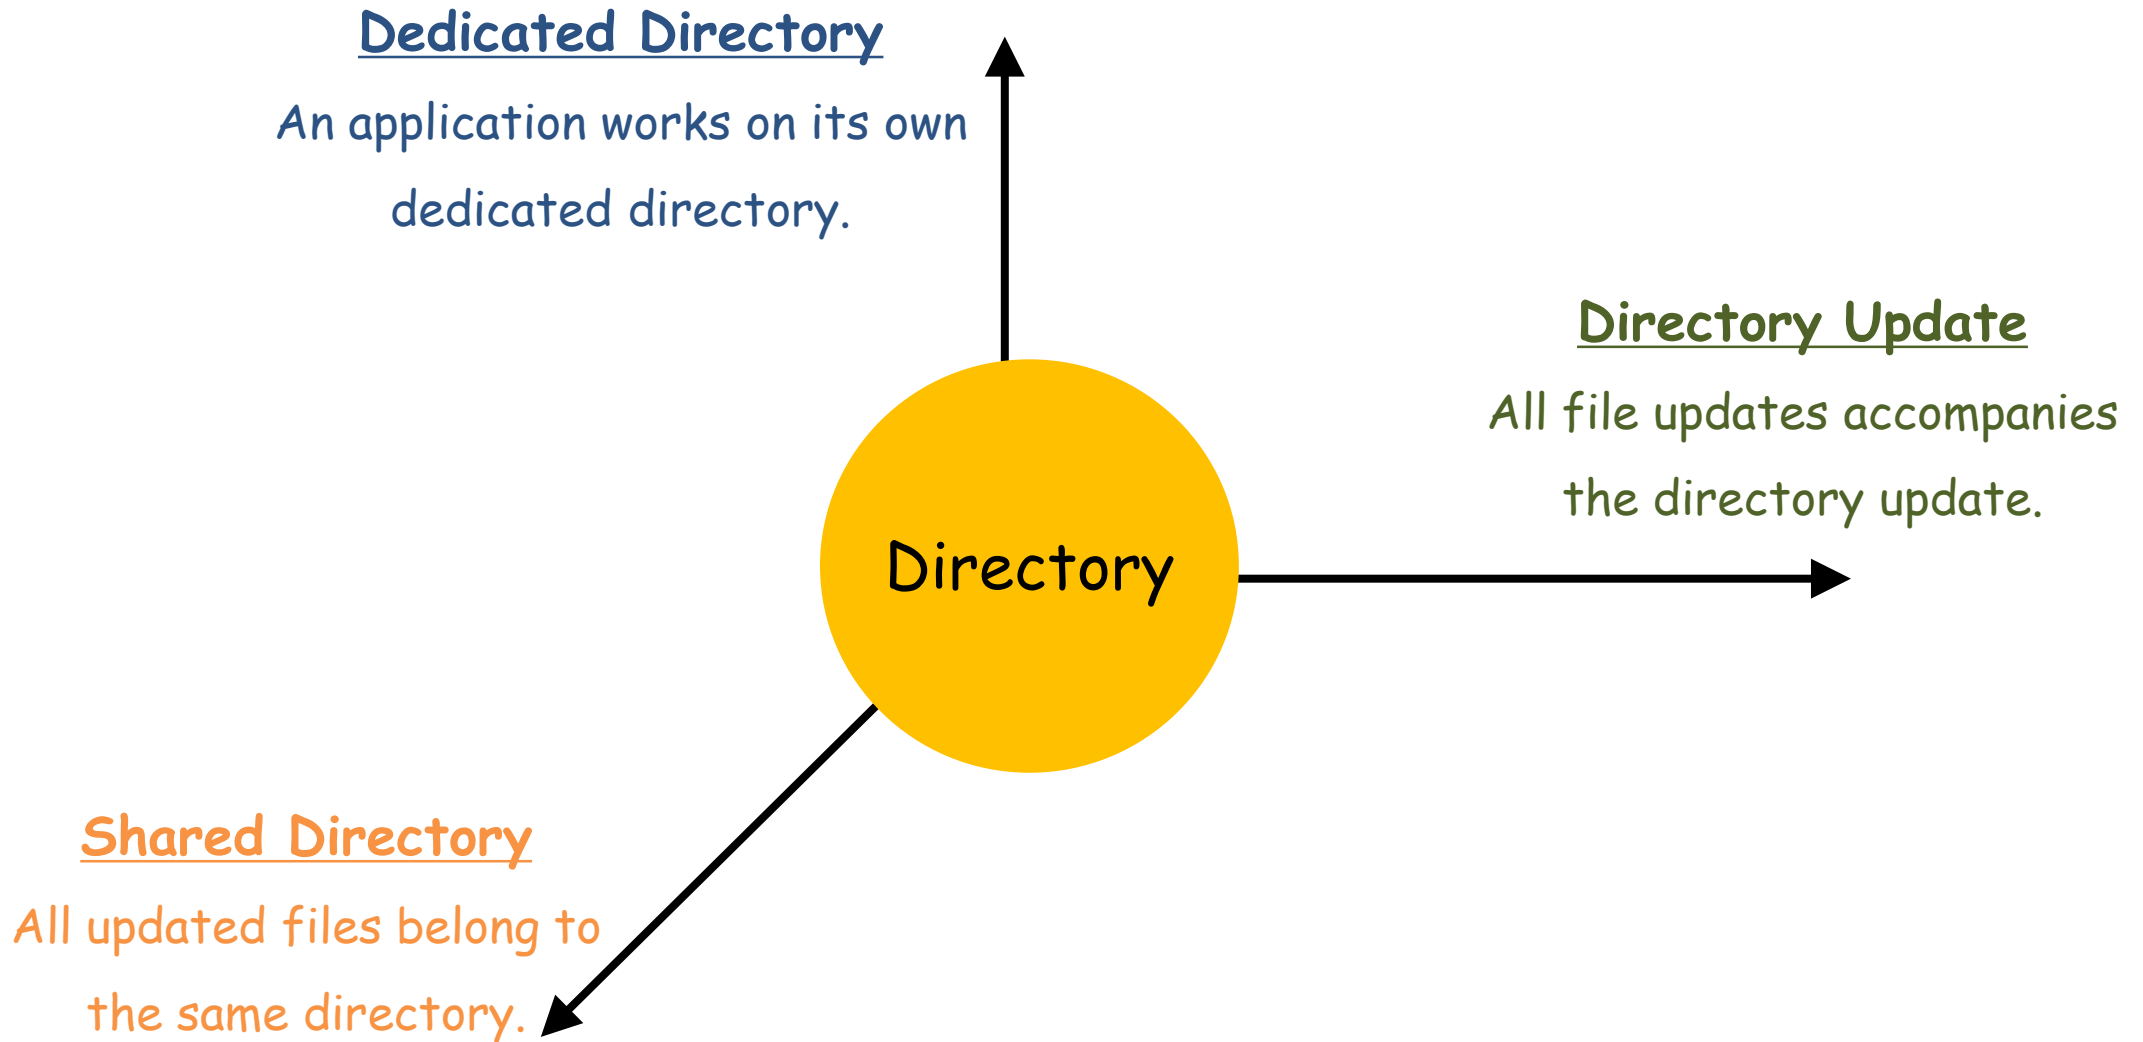 Dedicated Directory
An application works on its own
dedicated directory.
Directory Update
All file updates accompanies
the directory update.
Directory
Shared Directory
All updated files belong to
the same directory.